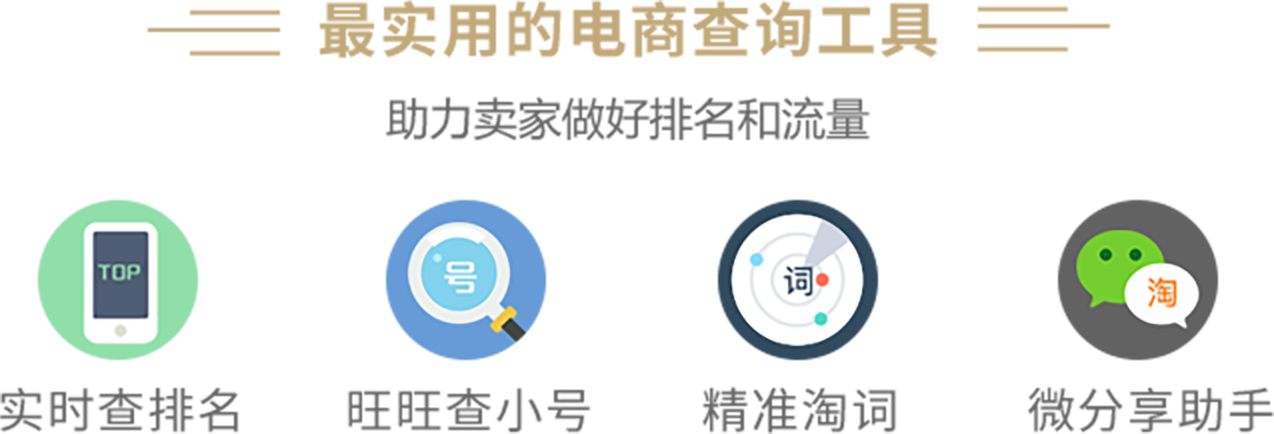 最实用的电商查询工具
助力卖家做好排名和流量
TOP
号
词
淘
实时查排名
旺旺查小号
精准淘词
微分享助手